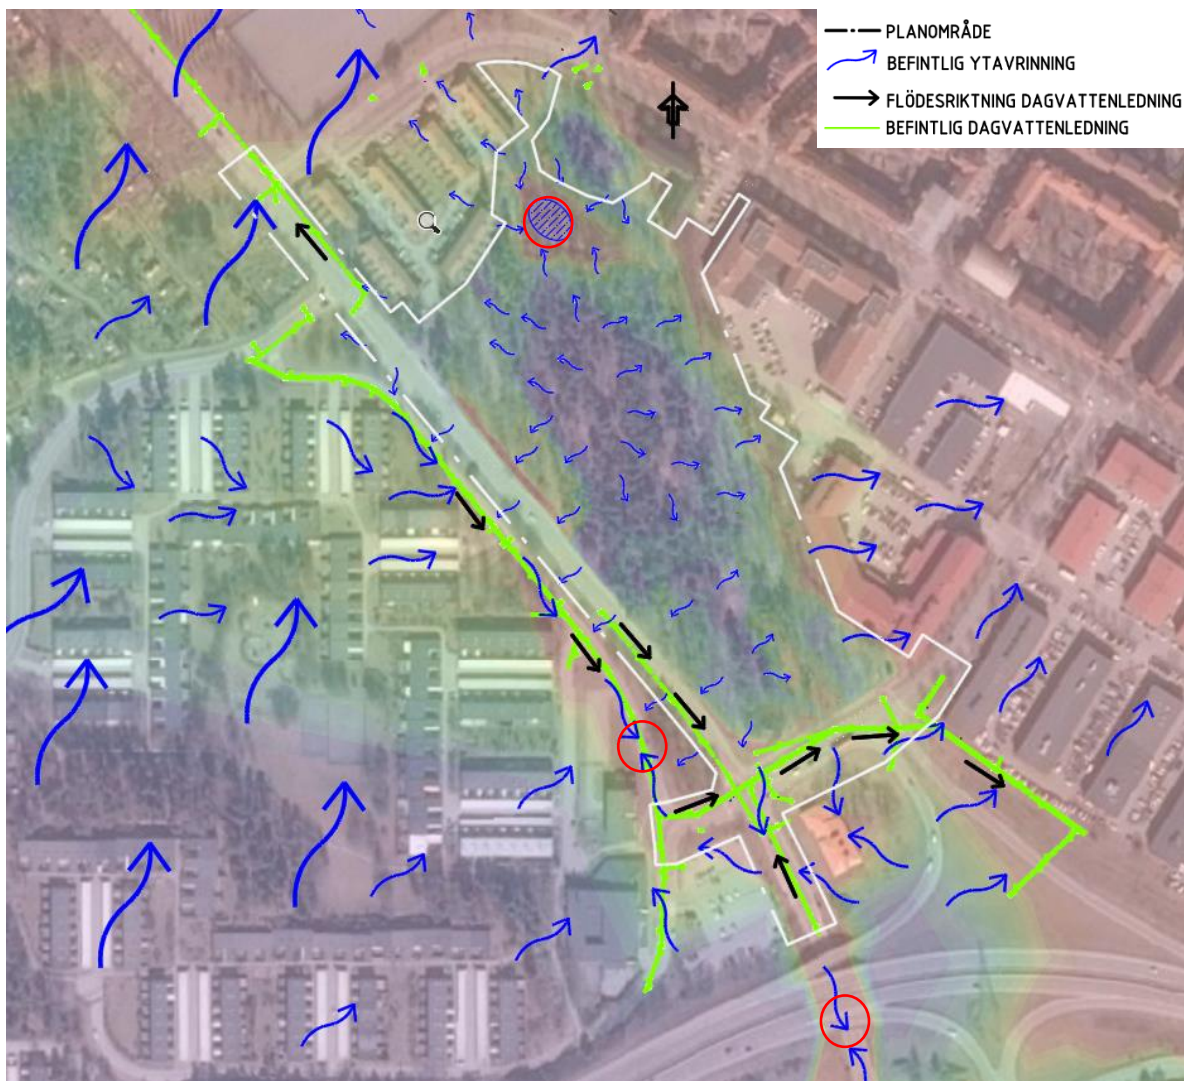 PLANOMRÅDE
BEFINTLIG YTAVRINNING
FLÖDESRIKTNING DAGVATTENLEDNING
BEFINTLIG DAGVATTENLEDNING